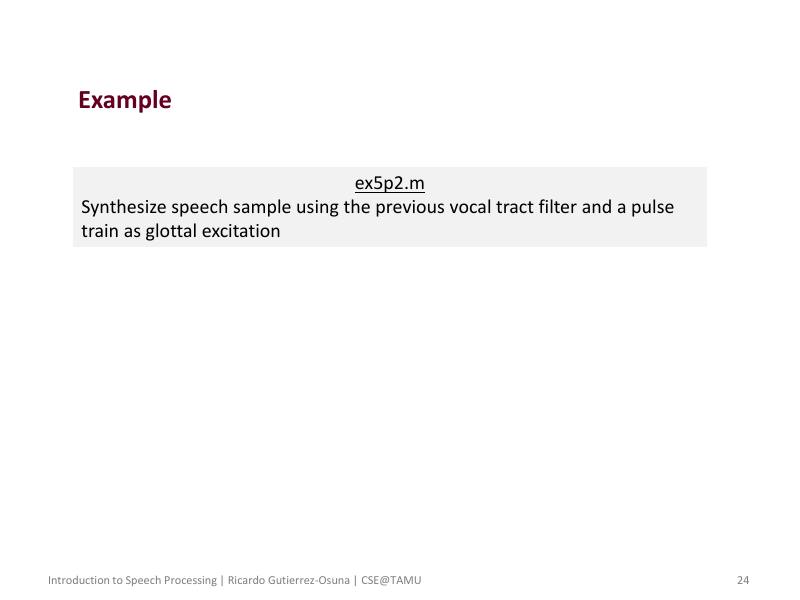 Example
ex5p2.m
Synthesize speech sample using the previous vocal tract filter and a pulse
train as glottal excitation
Introduction to Speech Processing | Ricardo Gutierrez-Osuna | CSE@TAMU
24